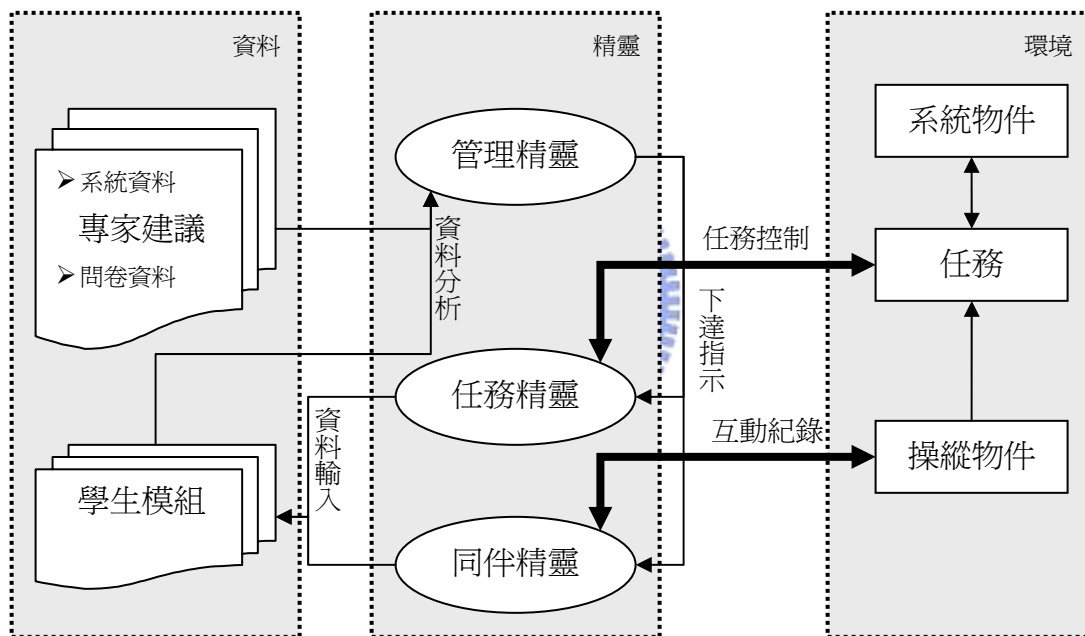 資料
➢ 系統資料
專家建議
➢ 問卷資料
學生模組
精靈
管理精靈
資料分析
任務精靈
資料輸入
同伴精靈
任務控制
下達指示
互動紀錄
環境
系統物件
任務
操縱物件